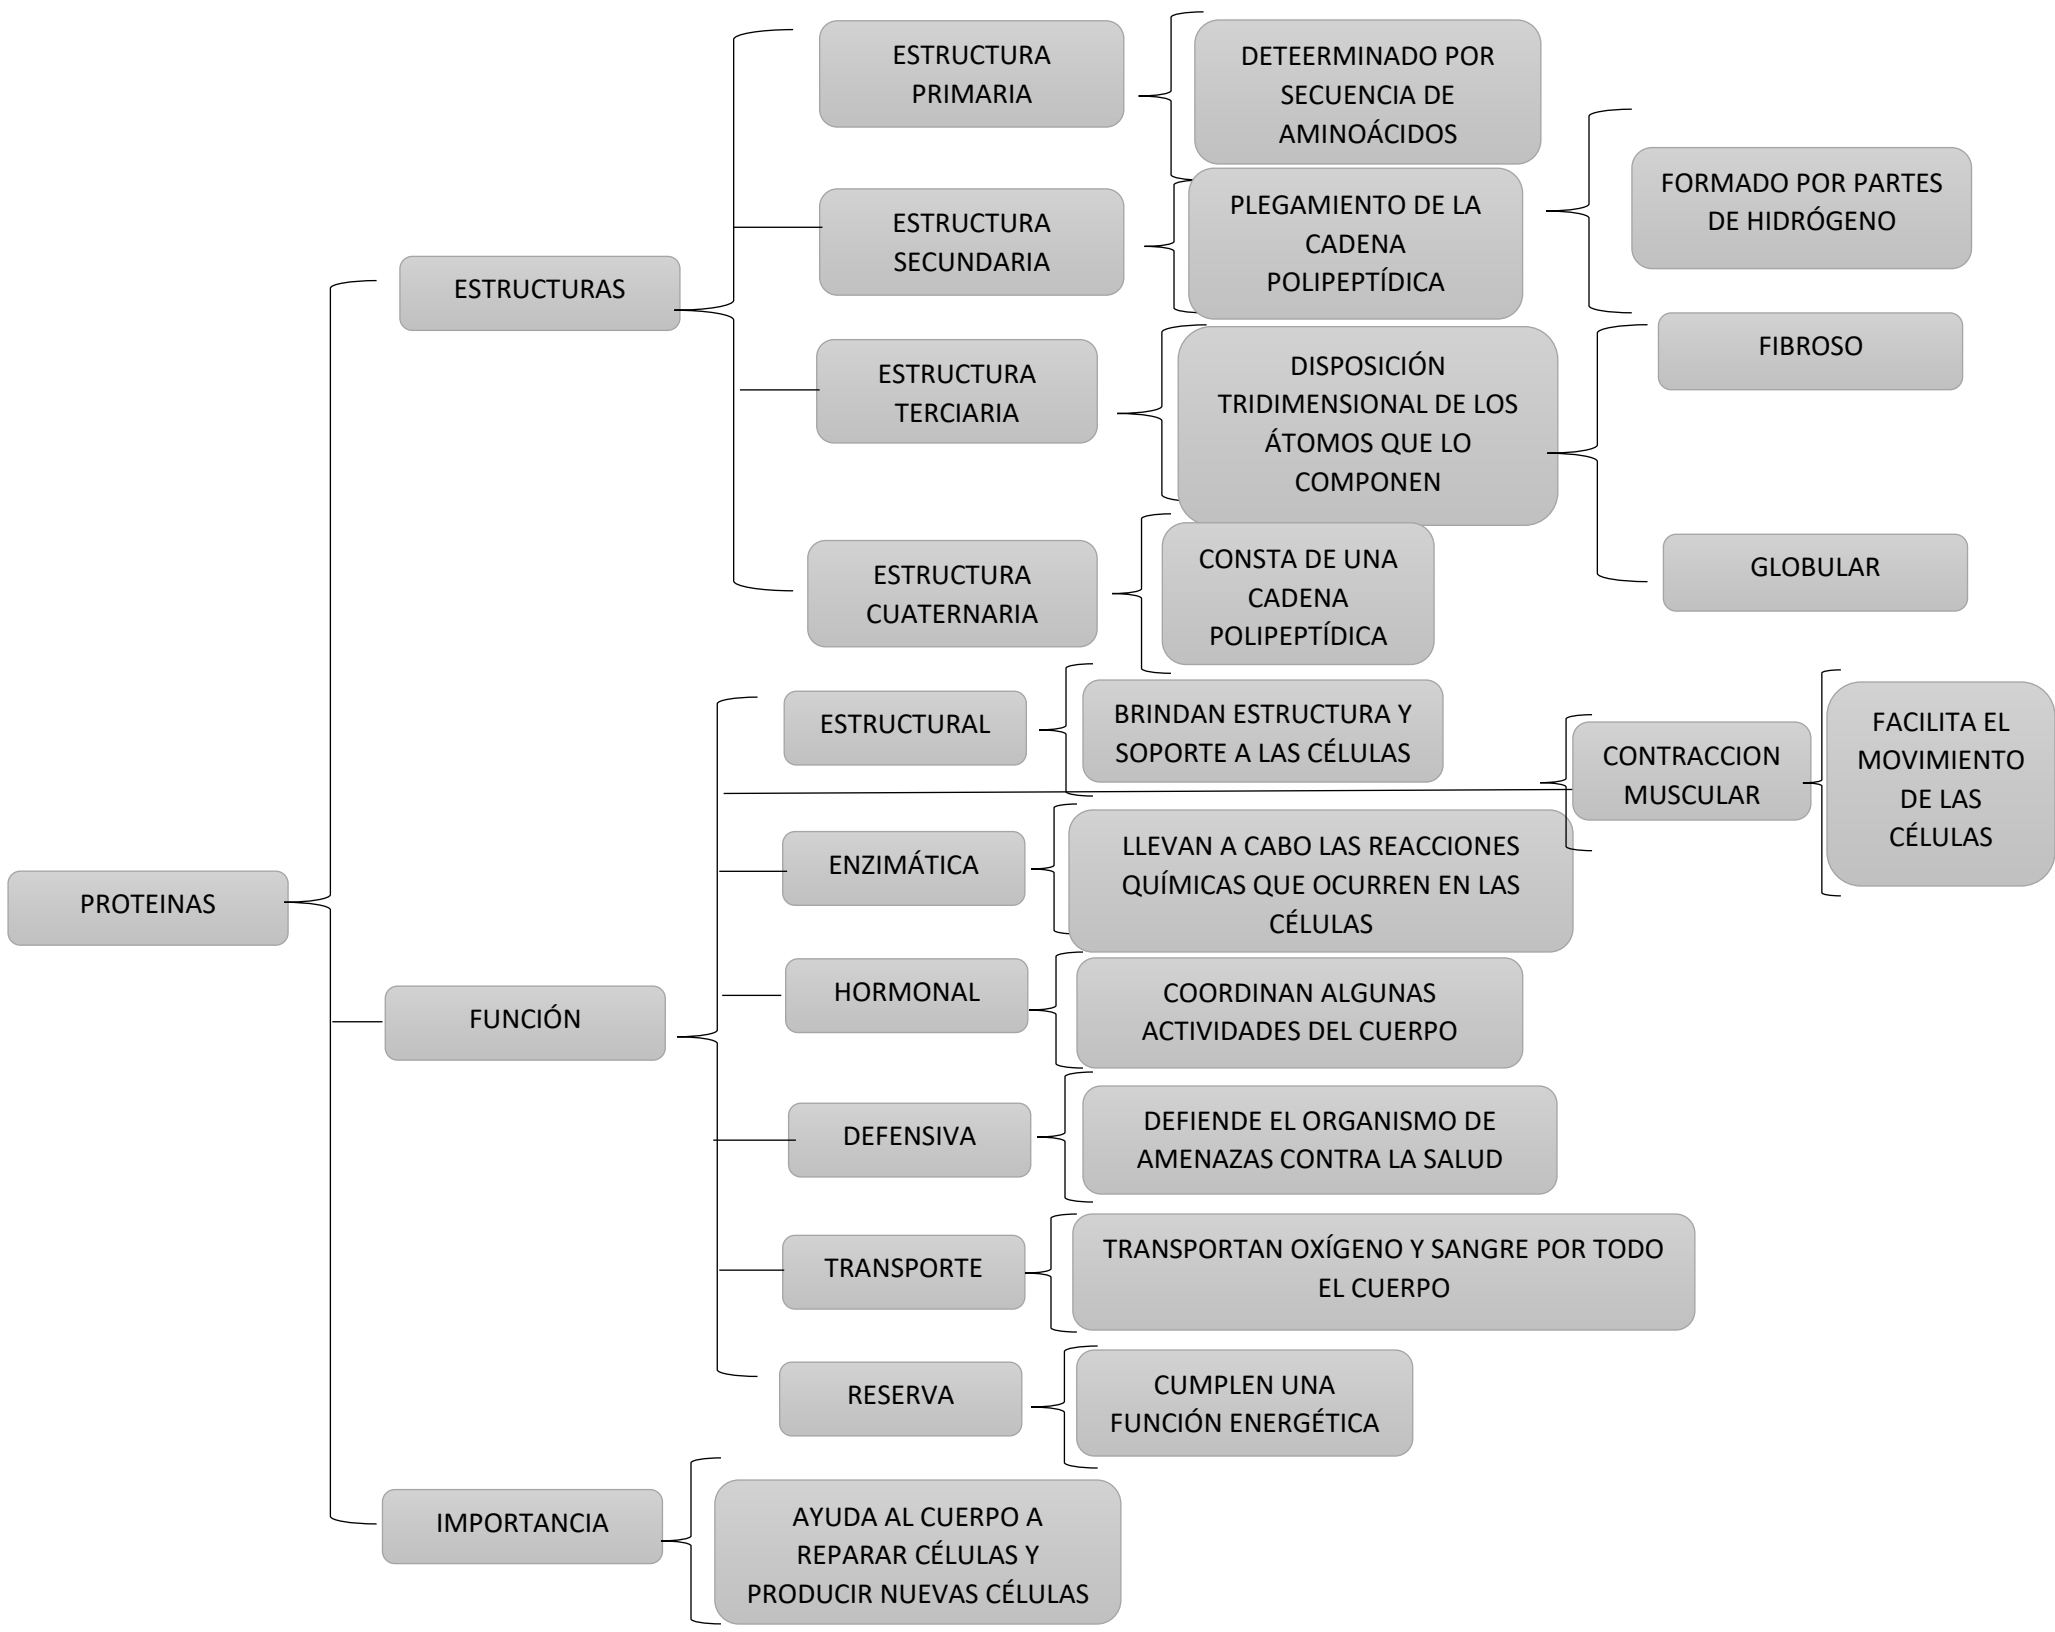 ESTRUCTURA
PRIMARIA
DETEERMINADO POR
SECUENCIA DE
AMINOÁCIDOS
ESTRUCTURA
SECUNDARIA
PLEGAMIENTO DE LA
CADENA
POLIPEPTÍDICA
FORMADO POR PARTES
DE HIDRÓGENO
ESTRUCTURAS
ESTRUCTURA
TERCIARIA
DISPOSICIÓN
TRIDIMENSIONAL DE LOS
ÁTOMOS QUE LO
COMPONEN
FIBROSO
GLOBULAR
ESTRUCTURA
CUATERNARIA
CONSTA DE UNA
CADENA
POLIPEPTÍDICA
ESTRUCTURAL
BRINDAN ESTRUCTURA Y
SOPORTE A LAS CÉLULAS
CONTRACCION
MUSCULAR
FACILITA EL
MOVIMIENTO
DE LAS
CÉLULAS
PROTEINAS
ENZIMÁTICA
LLEVAN A CABO LAS REACCIONES
QUÍMICAS QUE OCURREN EN LAS
CÉLULAS
FUNCIÓN
HORMONAL
COORDINAN ALGUNAS
ACTIVIDADES DEL CUERPO
DEFENSIVA
DEFIENDE EL ORGANISMO DE
AMENAZAS CONTRA LA SALUD
TRANSPORTE
TRANSPORTAN OXÍGENO Y SANGRE POR TODO
EL CUERPO
RESERVA
CUMPLEN UNA
FUNCIÓN ENERGÉTICA
IMPORTANCIA
AYUDA AL CUERPO A
REPARAR CÉLULAS Y
PRODUCIR NUEVAS CÉLULAS